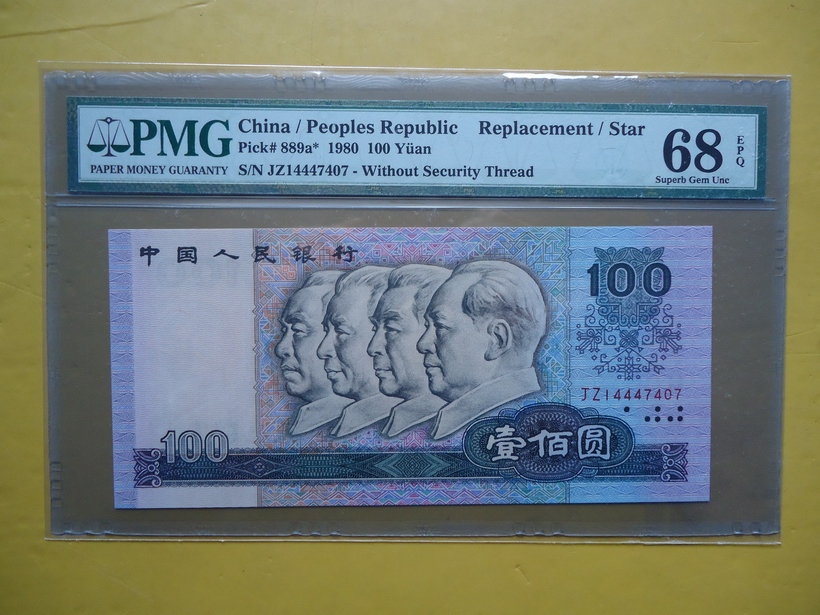 PMG
PAPER MONEY GUARANTY
China / Peoples Republic Replacement / Star
Pick# 889a* 1980 100 Yüan
S/N JZ14447407 - Without Security Thread
68
EPQ
Superb Gem Unc
中国人民银行
100
JZ14447407
100
壹佰圆